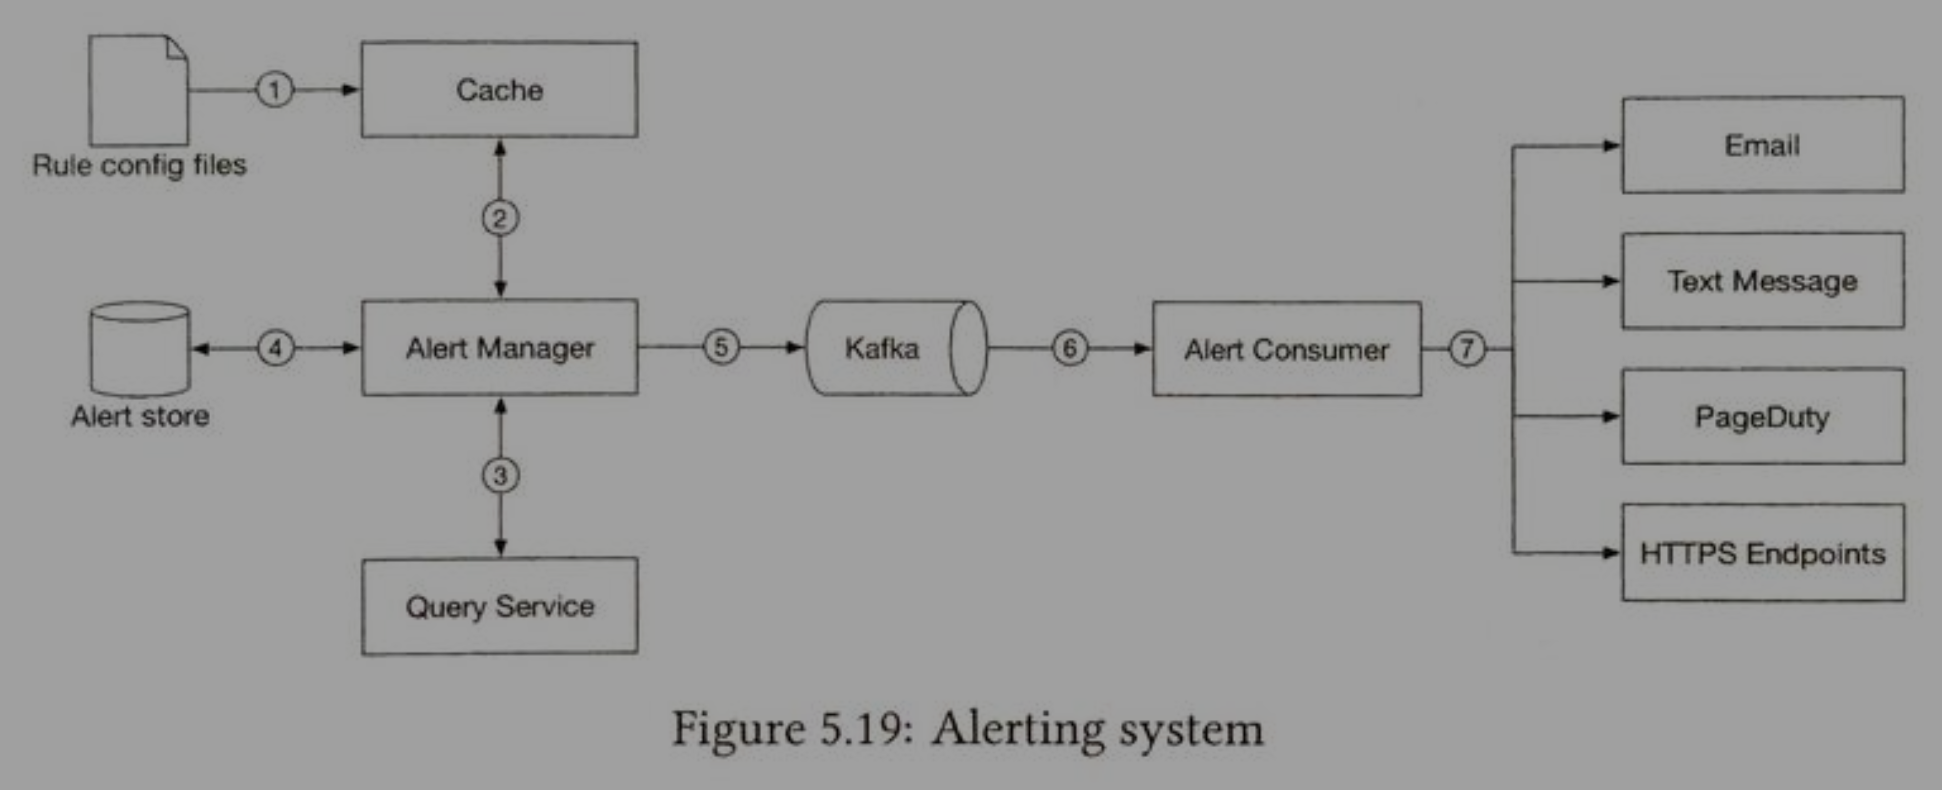 1
Cache
Rule config files
2
Email
Text Message
4
Alert Manager
5
Kafka
6
Alert Consumer
7
Alert store
PageDuty
3
HTTPS Endpoints
Query Service
Figure 5.19: Alerting system